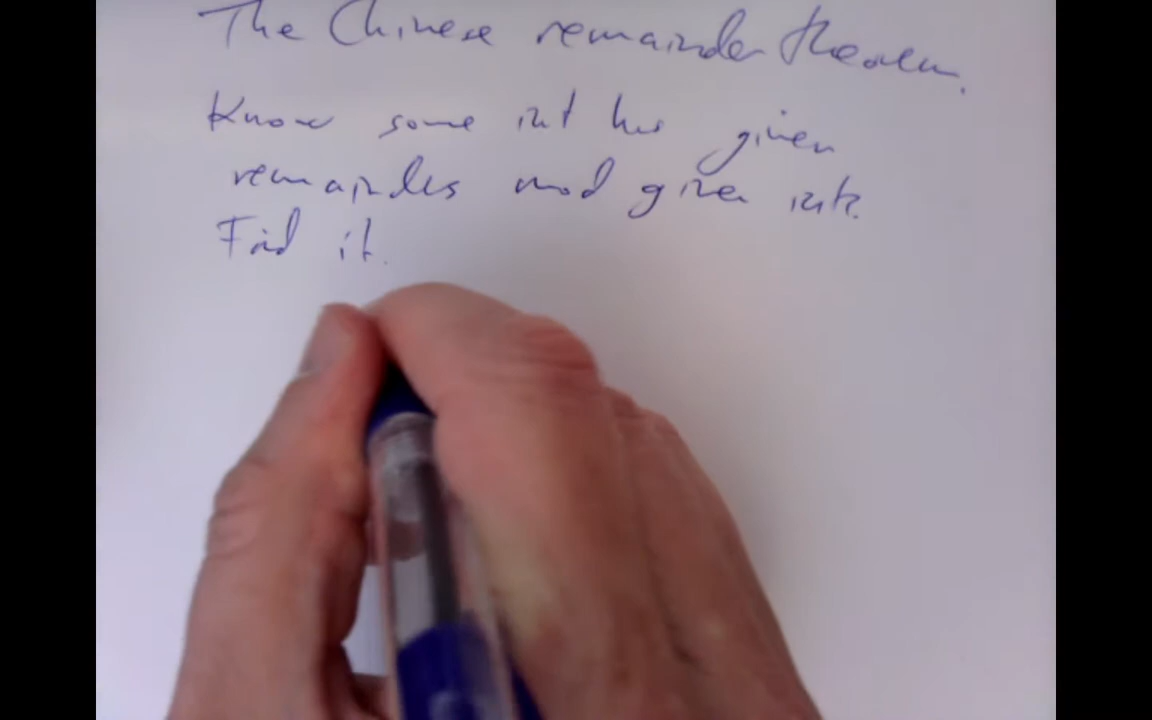 The Chinese remainder theorem.
Know some int has given
remainders mod given ints.
Find it.